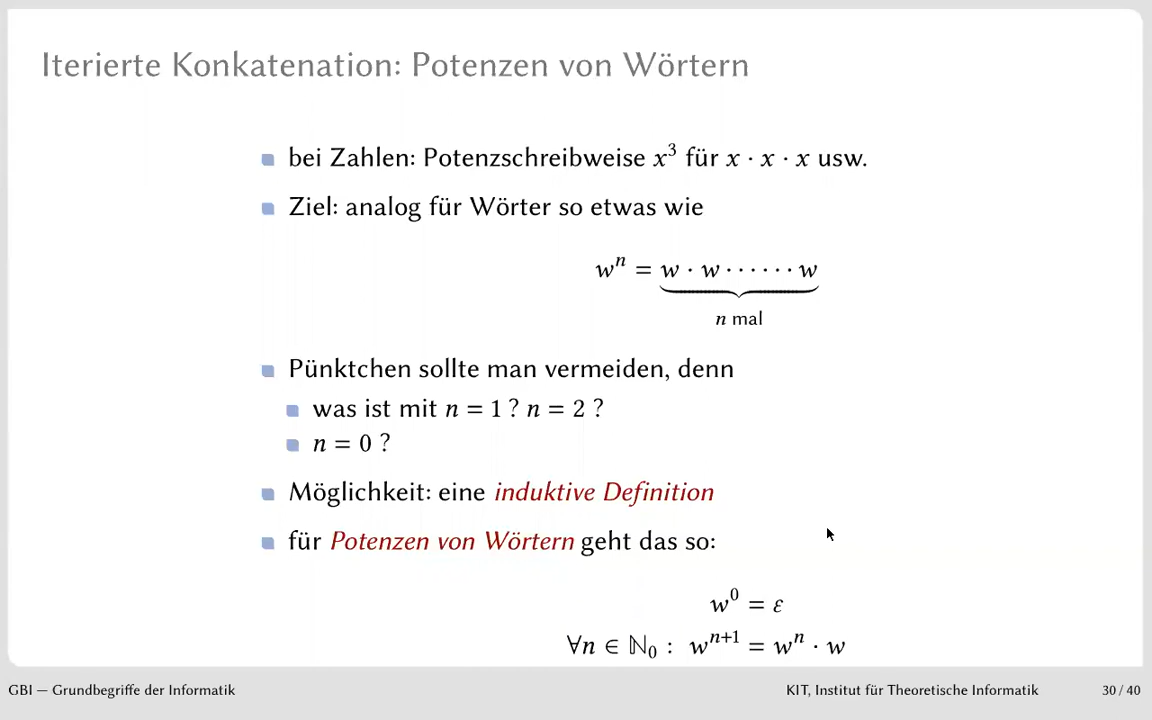 Iterierte Konkatenation: Potenzen von Wörtern
bei Zahlen: Potenzschreibweise x³ für x · x · x usw.
Ziel: analog für Wörter so etwas wie
wⁿ = w · w · · · · · · w
n mal
Pünktchen sollte man vermeiden, denn
was ist mit n = 1 ? n = 2 ?
n = 0 ?
Möglichkeit: eine induktive Definition
für Potenzen von Wörtern geht das so:
w⁰ = ε
∀n ∈ ℕ₀ : wⁿ⁺¹ = wⁿ · w
GBI — Grundbegriffe der Informatik
KIT, Institut für Theoretische Informatik
30 / 40